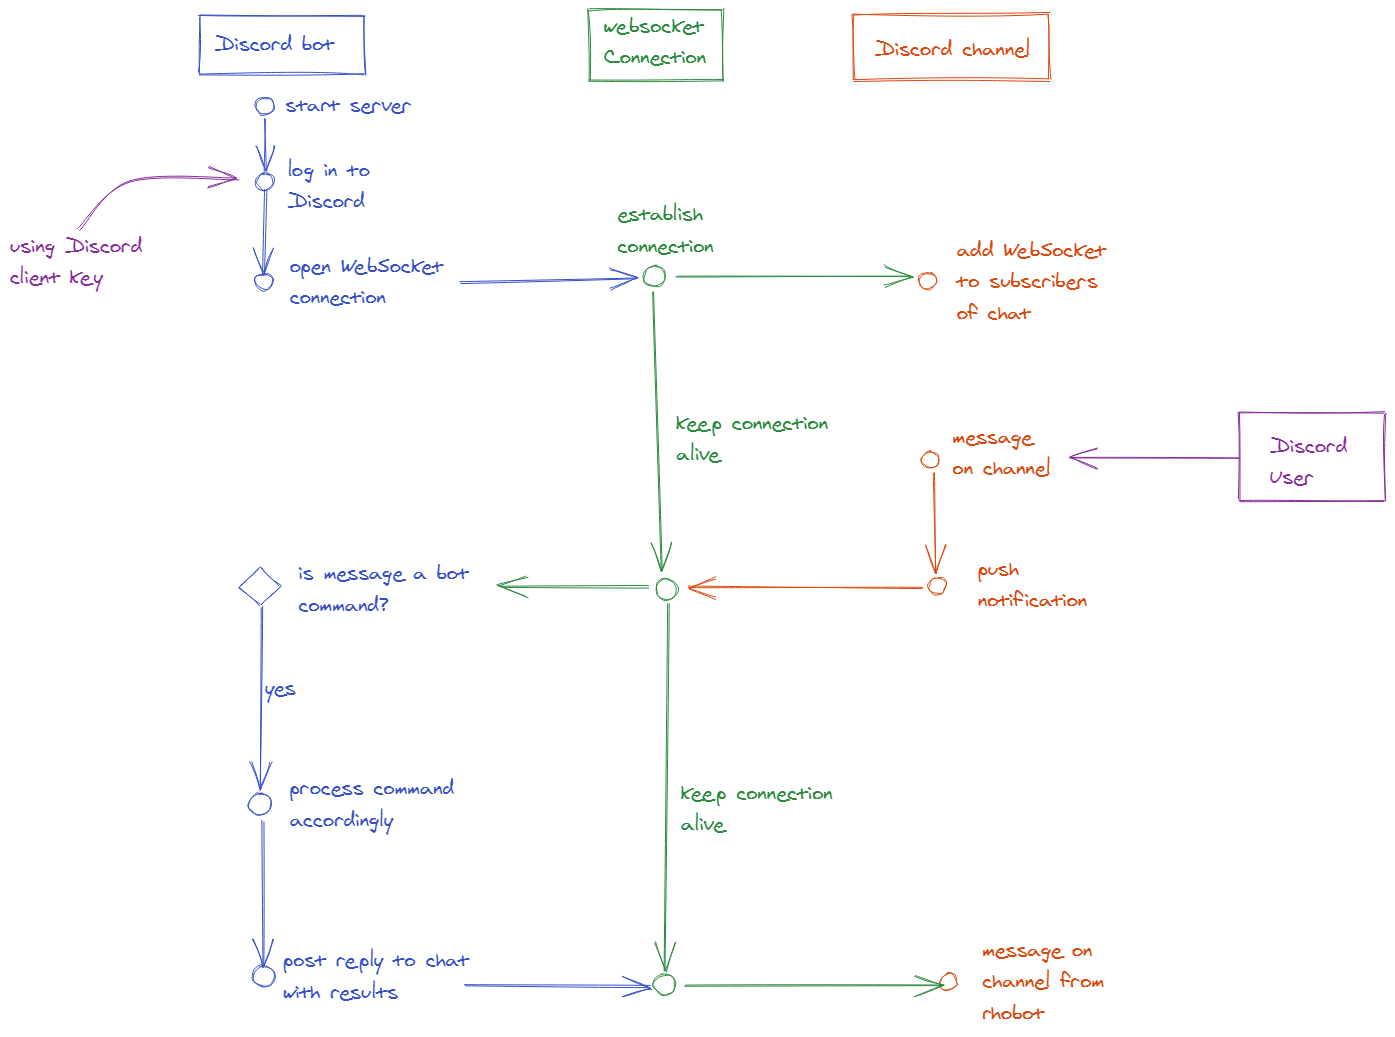 Discord bot
websocket
Connection
Discord channel
start server
log in to
Discord
using Discord
client key
open WebSocket
connection
establish
connection
add WebSocket
to subscribers
of chat
keep connection
alive
message
on channel
Discord
User
is message a bot
command?
push
notification
yes
process command
accordingly
keep connection
alive
post reply to chat
with results
message on
channel from
rhobot